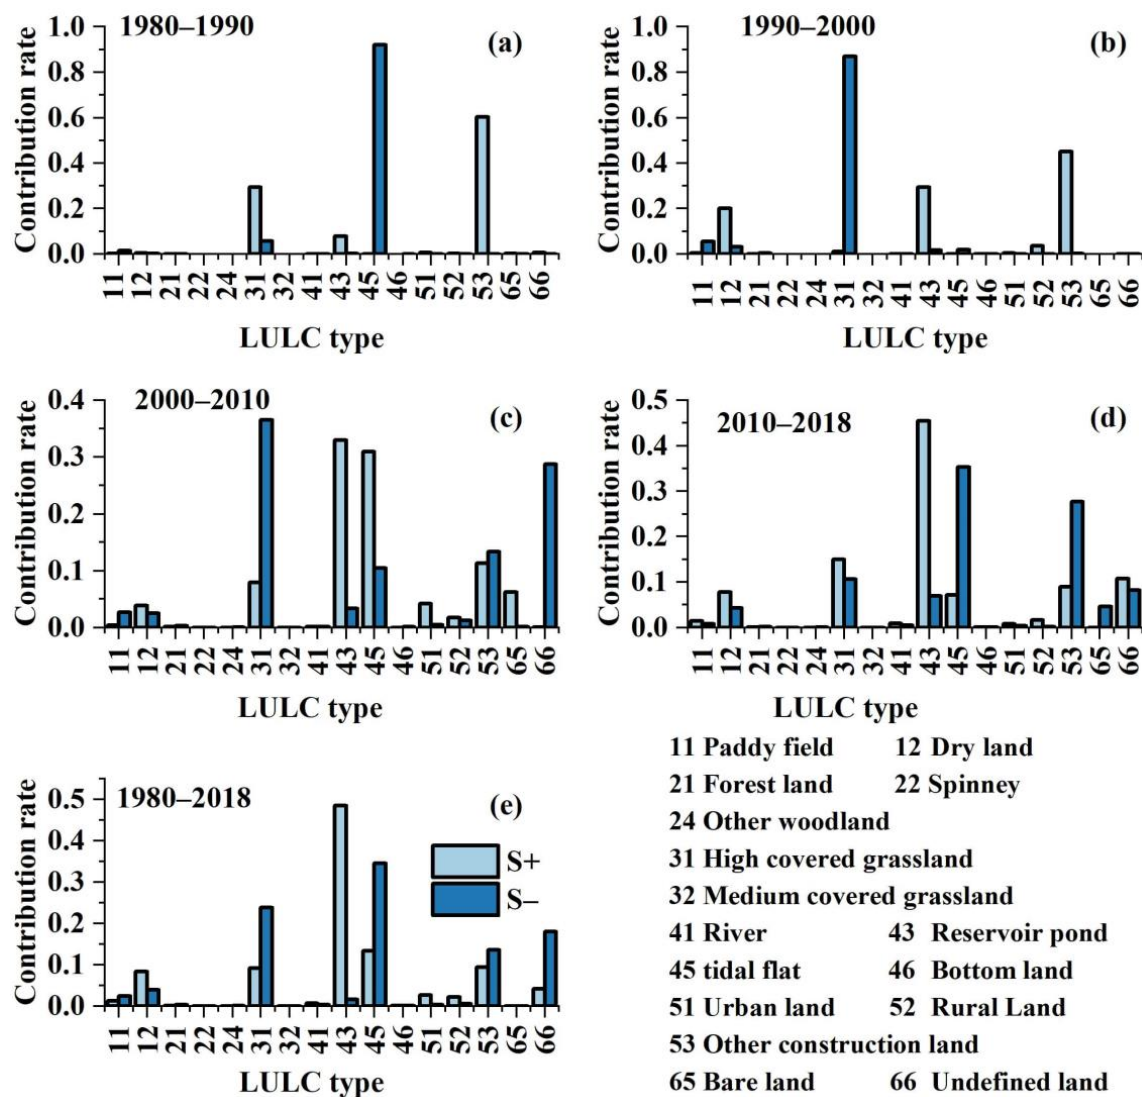 1980–1990
(a)
Contribution rate
1.0
0.8
0.6
0.4
0.2
0.0
11 12 21 22 24 31 32 41 43 45 46 51 52 53 65 66
LULC type
1990–2000
(b)
Contribution rate
1.0
0.8
0.6
0.4
0.2
0.0
11 12 21 22 24 31 32 41 43 45 46 51 52 53 65 66
LULC type
2000–2010
(c)
Contribution rate
0.4
0.3
0.2
0.1
0.0
11 12 21 22 24 31 32 41 43 45 46 51 52 53 65 66
LULC type
2010–2018
(d)
Contribution rate
0.5
0.4
0.3
0.2
0.1
0.0
11 12 21 22 24 31 32 41 43 45 46 51 52 53 65 66
LULC type
1980–2018
(e)
Contribution rate
0.5
0.4
0.3
0.2
0.1
0.0
S+
S–
11 12 21 22 24 31 32 41 43 45 46 51 52 53 65 66
LULC type
11 Paddy field 12 Dry land
21 Forest land 22 Spinney
24 Other woodland
31 High covered grassland
32 Medium covered grassland
41 River 43 Reservoir pond
45 tidal flat 46 Bottom land
51 Urban land 52 Rural Land
53 Other construction land
65 Bare land 66 Undefined land